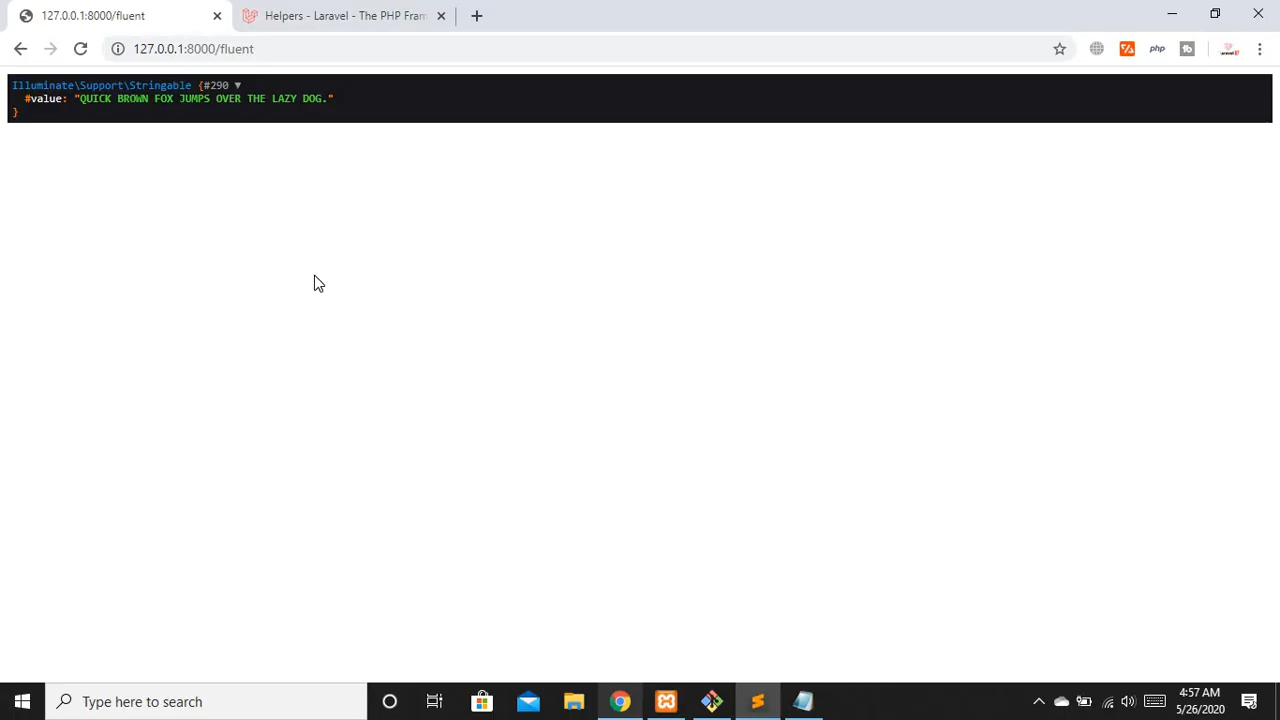 127.0.0.1:8000/fluent
Helpers - Laravel - The PHP Fram
127.0.0.1:8000/fluent
php
Illuminate\Support\Stringable {#290 ▼
#value: "QUICK BROWN FOX JUMPS OVER THE LAZY DOG."
}
Type here to search
4:57 AM
5/26/2020